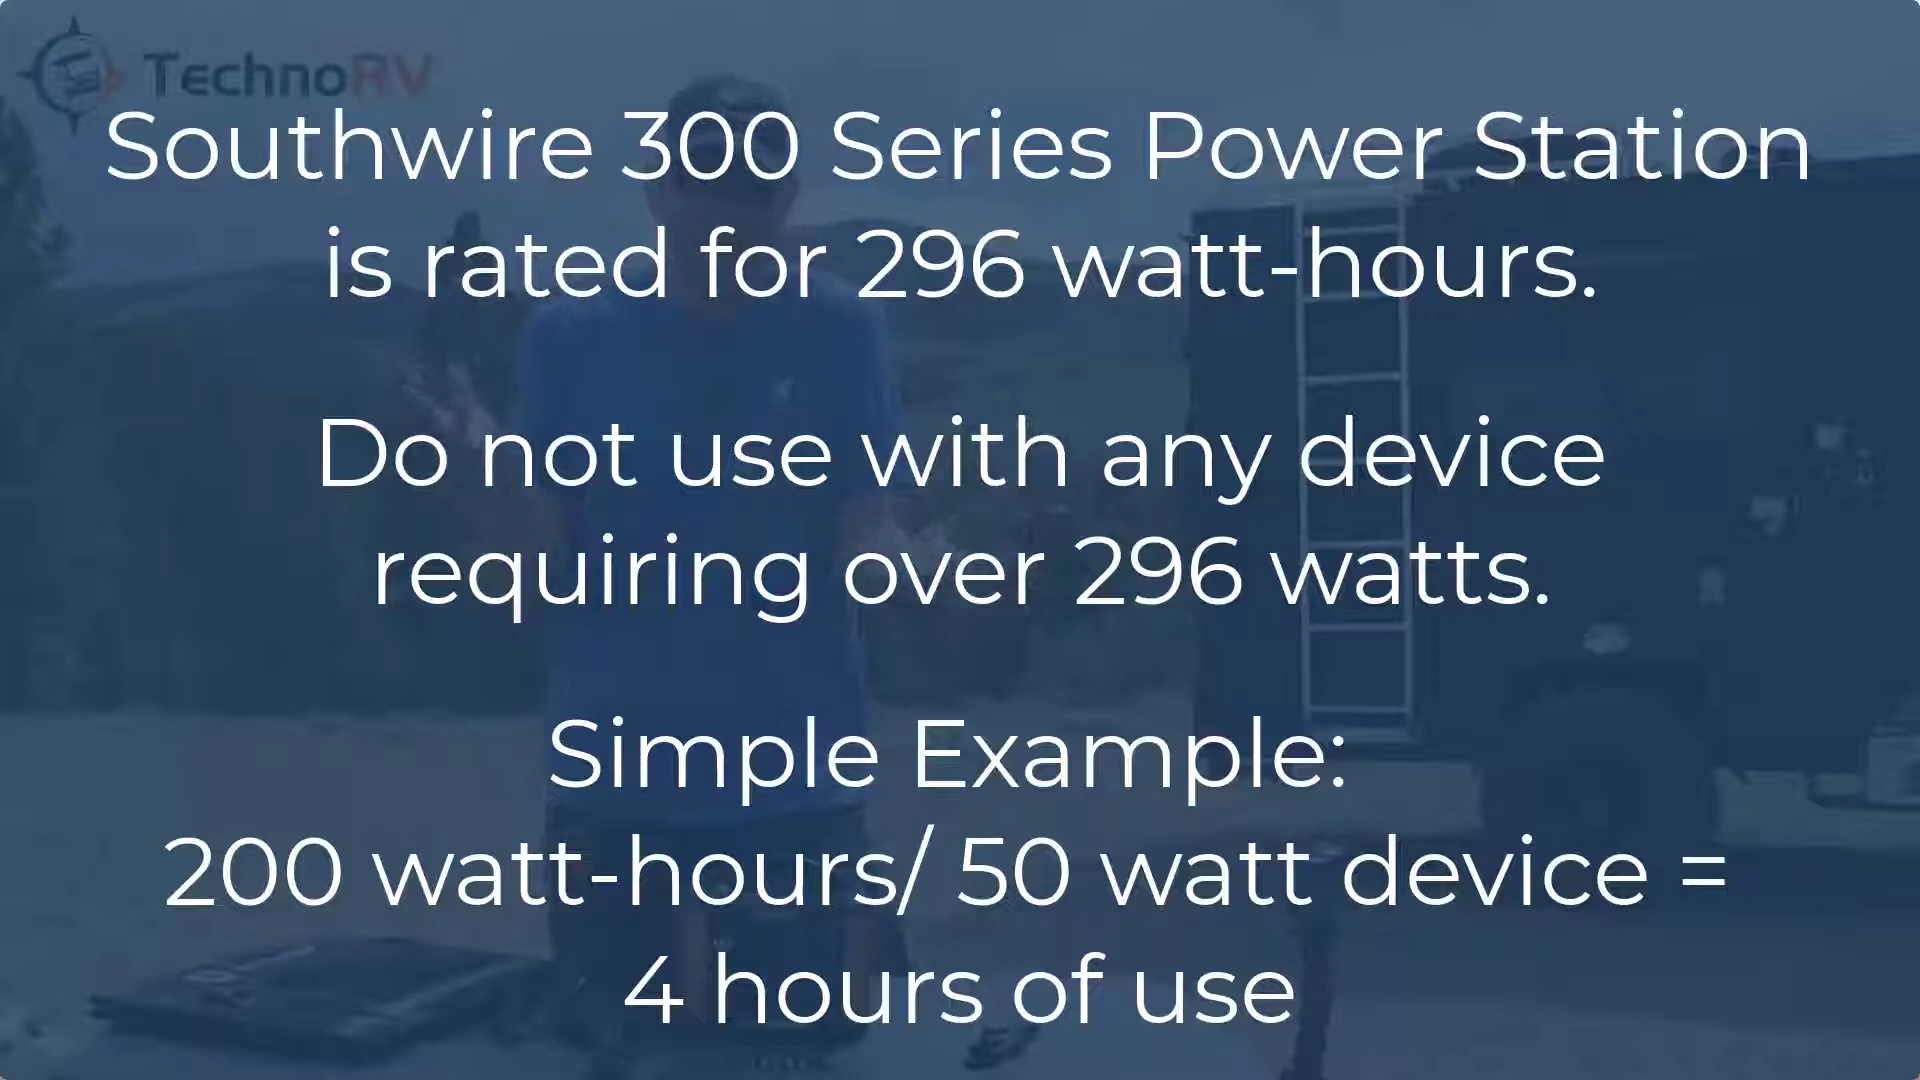 TechnoRV
Southwire 300 Series Power Station
is rated for 296 watt-hours.
Do not use with any device
requiring over 296 watts.
Simple Example:
200 watt-hours/ 50 watt device =
4 hours of use